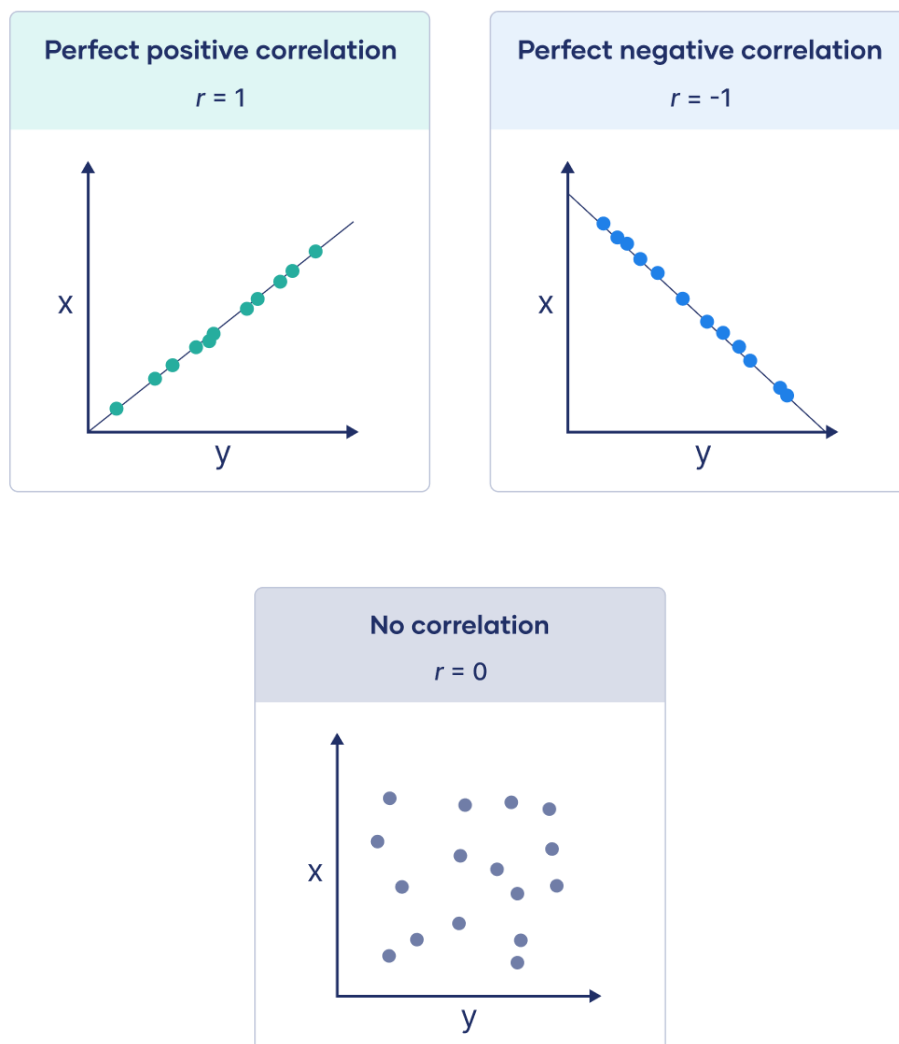 Perfect positive correlation
r = 1
x
y
Perfect negative correlation
r = -1
x
y
No correlation
r = 0
x
y